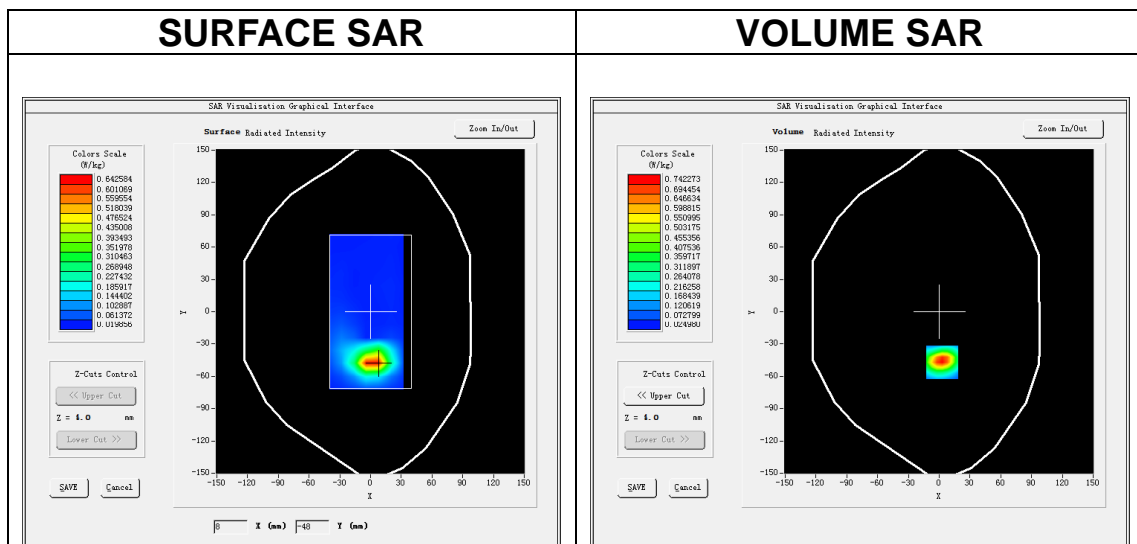 SURFACE SAR
VOLUME SAR
SAR Visualisation Graphical Interface
Surface Radiated Intensity
Zoom In/Out
Colors Scale
(W/kg)
0.642584
0.601069
0.559554
0.518039
0.476524
0.435008
0.393493
0.351978
0.310463
0.268948
0.227432
0.185917
0.144402
0.102887
0.061372
0.019856
150
120
90
60
30
0
-30
-60
-90
-120
-150
Y
-150 -120 -90 -60 -30 0 30 60 90 120 150
X
Z-Cuts Control
<< Upper Cut
Z = 4.0 mm
Lower Cut >>
SAVE Cancel
8 X (mm) -48 Y (mm)
SAR Visualisation Graphical Interface
Volume Radiated Intensity
Zoom In/Out
Colors Scale
(W/kg)
0.742273
0.694454
0.646634
0.598815
0.550995
0.503175
0.455356
0.407536
0.359717
0.311897
0.264078
0.216258
0.168439
0.120619
0.072799
0.024980
150
120
90
60
30
0
-30
-60
-90
-120
-150
Y
-150 -120 -90 -60 -30 0 30 60 90 120 150
X
Z-Cuts Control
<< Upper Cut
Z = 4.0 mm
Lower Cut >>
SAVE Cancel